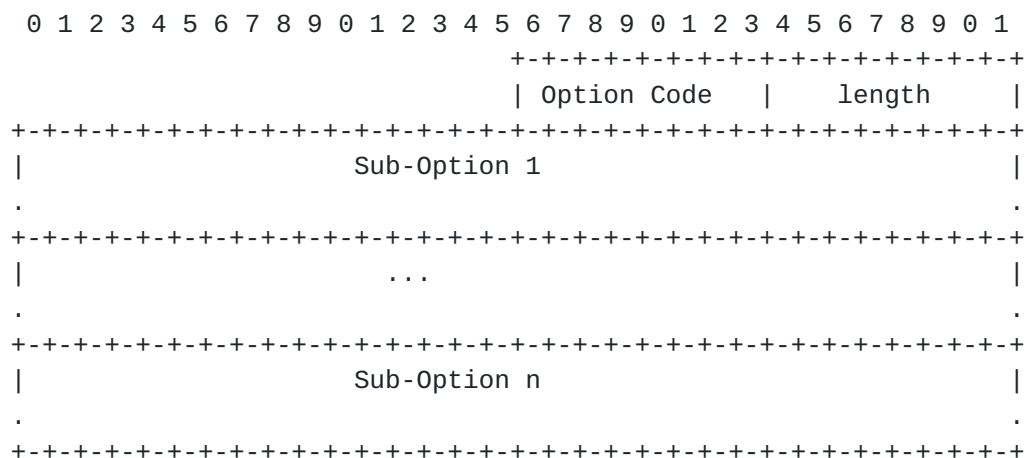 0 1 2 3 4 5 6 7 8 9 0 1 2 3 4 5 6 7 8 9 0 1 2 3 4 5 6 7 8 9 0 1
                                +-+-+-+-+-+-+-+-+-+-+-+-+-+-+-+-+
                                | Option Code   |    length     |
+-+-+-+-+-+-+-+-+-+-+-+-+-+-+-+-+-+-+-+-+-+-+-+-+-+-+-+-+-+-+-+-+
|                     Sub-Option 1                              |
.                                                               .
+-+-+-+-+-+-+-+-+-+-+-+-+-+-+-+-+-+-+-+-+-+-+-+-+-+-+-+-+-+-+-+-+
|                       ...                                     |
.                                                               .
+-+-+-+-+-+-+-+-+-+-+-+-+-+-+-+-+-+-+-+-+-+-+-+-+-+-+-+-+-+-+-+-+
|                     Sub-Option n                              |
.                                                               .
+-+-+-+-+-+-+-+-+-+-+-+-+-+-+-+-+-+-+-+-+-+-+-+-+-+-+-+-+-+-+-+-+